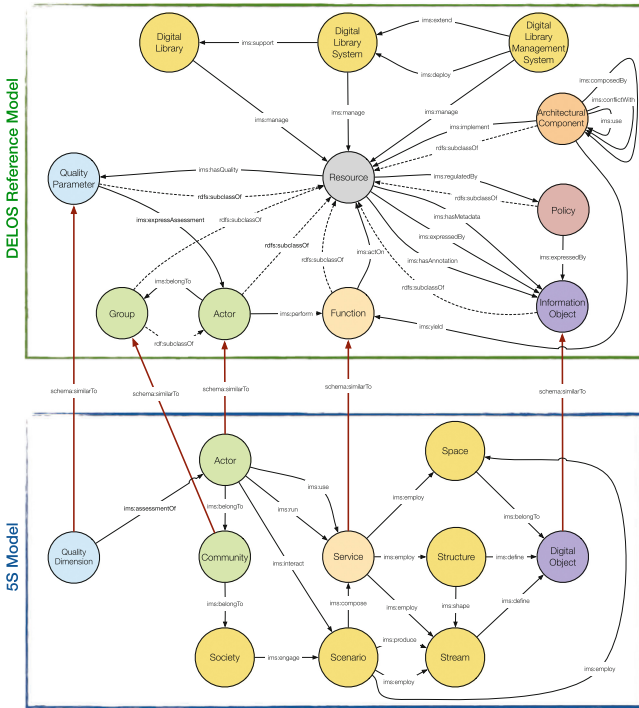 DELOS Reference Model
Digital
Library
ims:support
Digital
Library
System
ims:extend
ims:deploy
Digital
Library
Management
System
ims:manage
ims:manage
ims:manage
ims:composedBy
ims:conflictWith
ims:use
Architectural
Component
ims:implement
rdfs:subclassOf
Quality
Parameter
ims:hasQuality
rdfs:subclassOf
Resource
ims:regulatedBy
rdfs:subclassOf
Policy
ims:expressAssessment
rdfs:subclassOf
rdfs:subclassOf
rdfs:subclassOf
ims:actOn
ims:hasMetadata
ims:expressedBy
ims:hasAnnotation
rdfs:subclassOf
ims:expressedBy
ims:belongTo
Group
rdf:subclassOf
Actor
ims:perform
Function
Information
Object
ims:yield
schema:similarTo
schema:similarTo
schema:similarTo
schema:similarTo
schema:similarTo
5S Model
Actor
Space
ims:use
ims:run
ims:employ
ims:assessmentOf
ims:belongTo
ims:belongTo
Quality
Dimension
Community
ims:interact
Service
ims:employ
Structure
ims:define
Digital
Object
ims:belongTo
ims:compose
ims:employ
ims:shape
ims:define
Society
ims:engage
Scenario
ims:produce
ims:employ
Stream
ims:employ